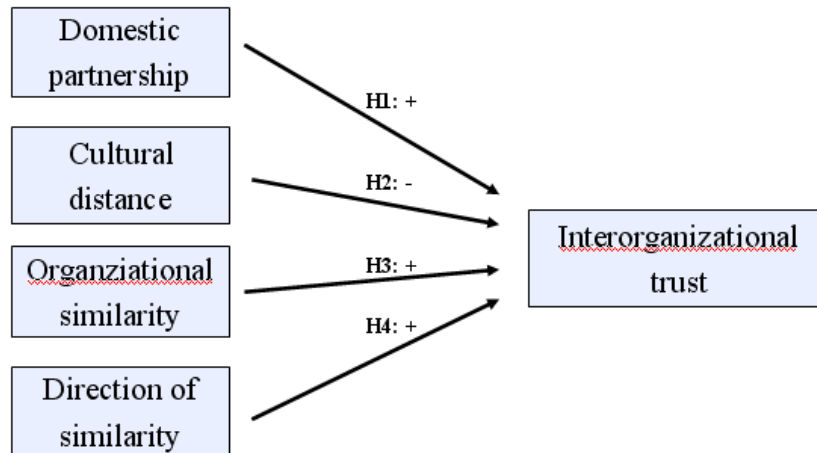 Domestic
partnership
H1: +
Cultural
distance
H2: -
Interorganizational
trust
Organziational
similarity
H3: +
H4: +
Direction of
similarity